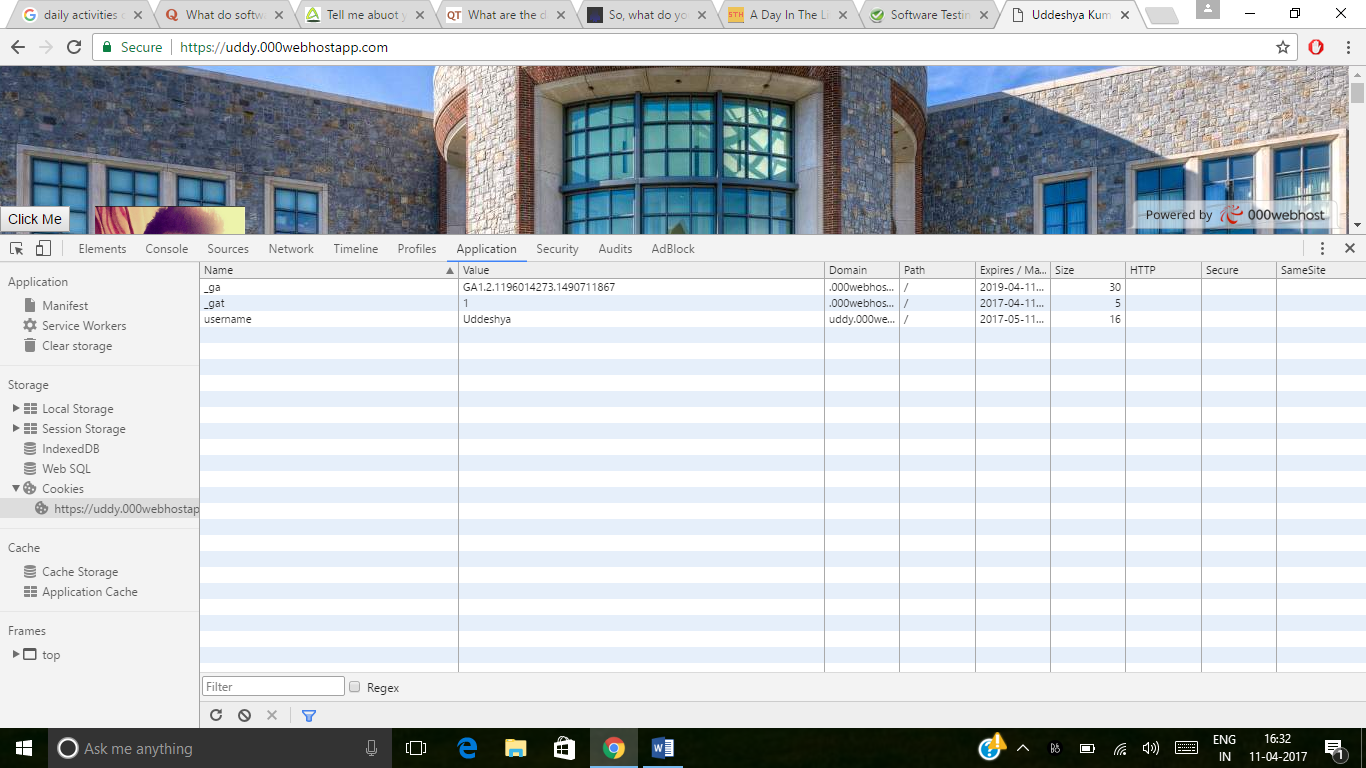 daily activities o
What do softw
Tell me abuot y
What are the d
So, what do yo
A Day In The Li
Software Testin
Uddeshya Kum
Secure https://uddy.000webhostapp.com
Click Me
Powered by 000webhost
Elements Console Sources Network Timeline Profiles Application Security Audits AdBlock
Application
Manifest
Service Workers
Clear storage
Storage
Local Storage
Session Storage
IndexedDB
Web SQL
Cookies
https://uddy.000webhostap
Cache
Cache Storage
Application Cache
Frames
top
Name Value Domain Path Expires / Ma... Size HTTP Secure SameSite
_ga GA1.2.1196014273.1490711867 .000webhos... / 2019-04-11... 30
_gat 1 .000webhos... / 2017-04-11... 5
username Uddeshya uddy.000we... / 2017-05-11... 16
Filter Regex
Ask me anything
ENG 16:32
IN 11-04-2017
1